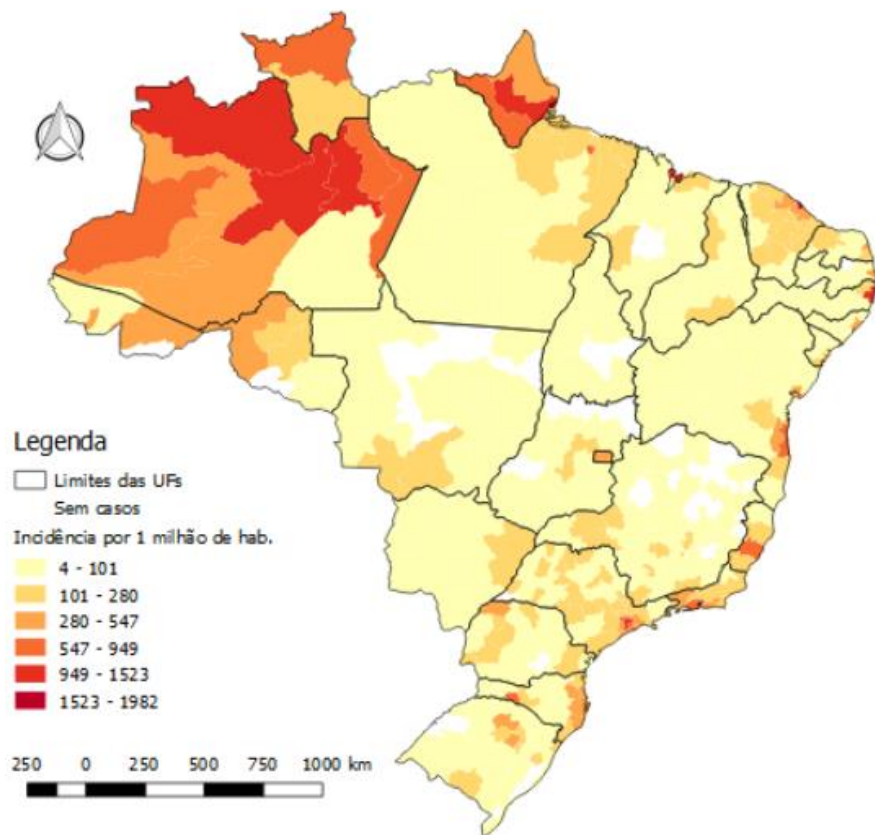 Legenda
Limites das UFs
Sem casos
Incidência por 1 milhão de hab.
4 - 101
101 - 280
280 - 547
547 - 949
949 - 1523
1523 - 1982
250 0 250 500 750 1000 km